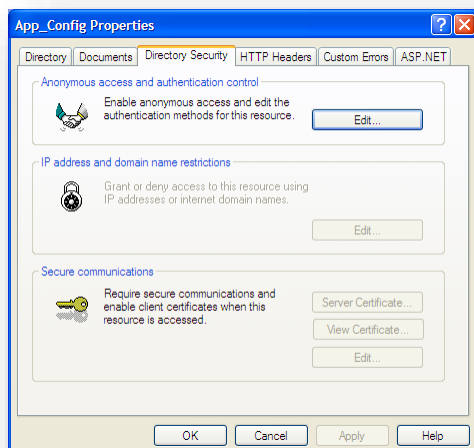 App_Config Properties
?
Directory Documents Directory Security HTTP Headers Custom Errors ASP.NET
Anonymous access and authentication control
Enable anonymous access and edit the
authentication methods for this resource.
Edit...
IP address and domain name restrictions
Grant or deny access to this resource using
IP addresses or internet domain names.
Edit...
Secure communications
Require secure communications and
enable client certificates when this
resource is accessed.
Server Certificate...
View Certificate...
Edit...
OK Cancel Apply Help